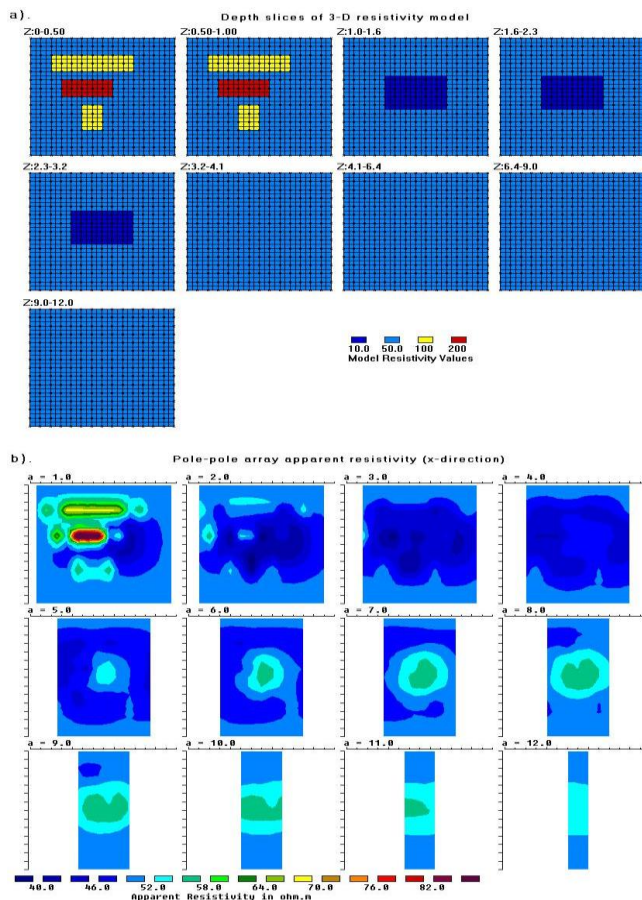 a). Depth slices of 3-D resistivity model
Z:0-0.50 Z:0.50-1.00 Z:1.0-1.6 Z:1.6-2.3
Z:2.3-3.2 Z:3.2-4.1 Z:4.1-6.4 Z:6.4-9.0
Z:9.0-12.0
10.0 50.0 100 200
Model Resistivity Values
b). Pole-pole array apparent resistivity (x-direction)
a = 1.0 a = 2.0 a = 3.0 a = 4.0
a = 5.0 a = 6.0 a = 7.0 a = 8.0
a = 9.0 a = 10.0 a = 11.0 a = 12.0
40.0 46.0 52.0 58.0 64.0 70.0 76.0 82.0
Apparent Resistivity in ohm.m